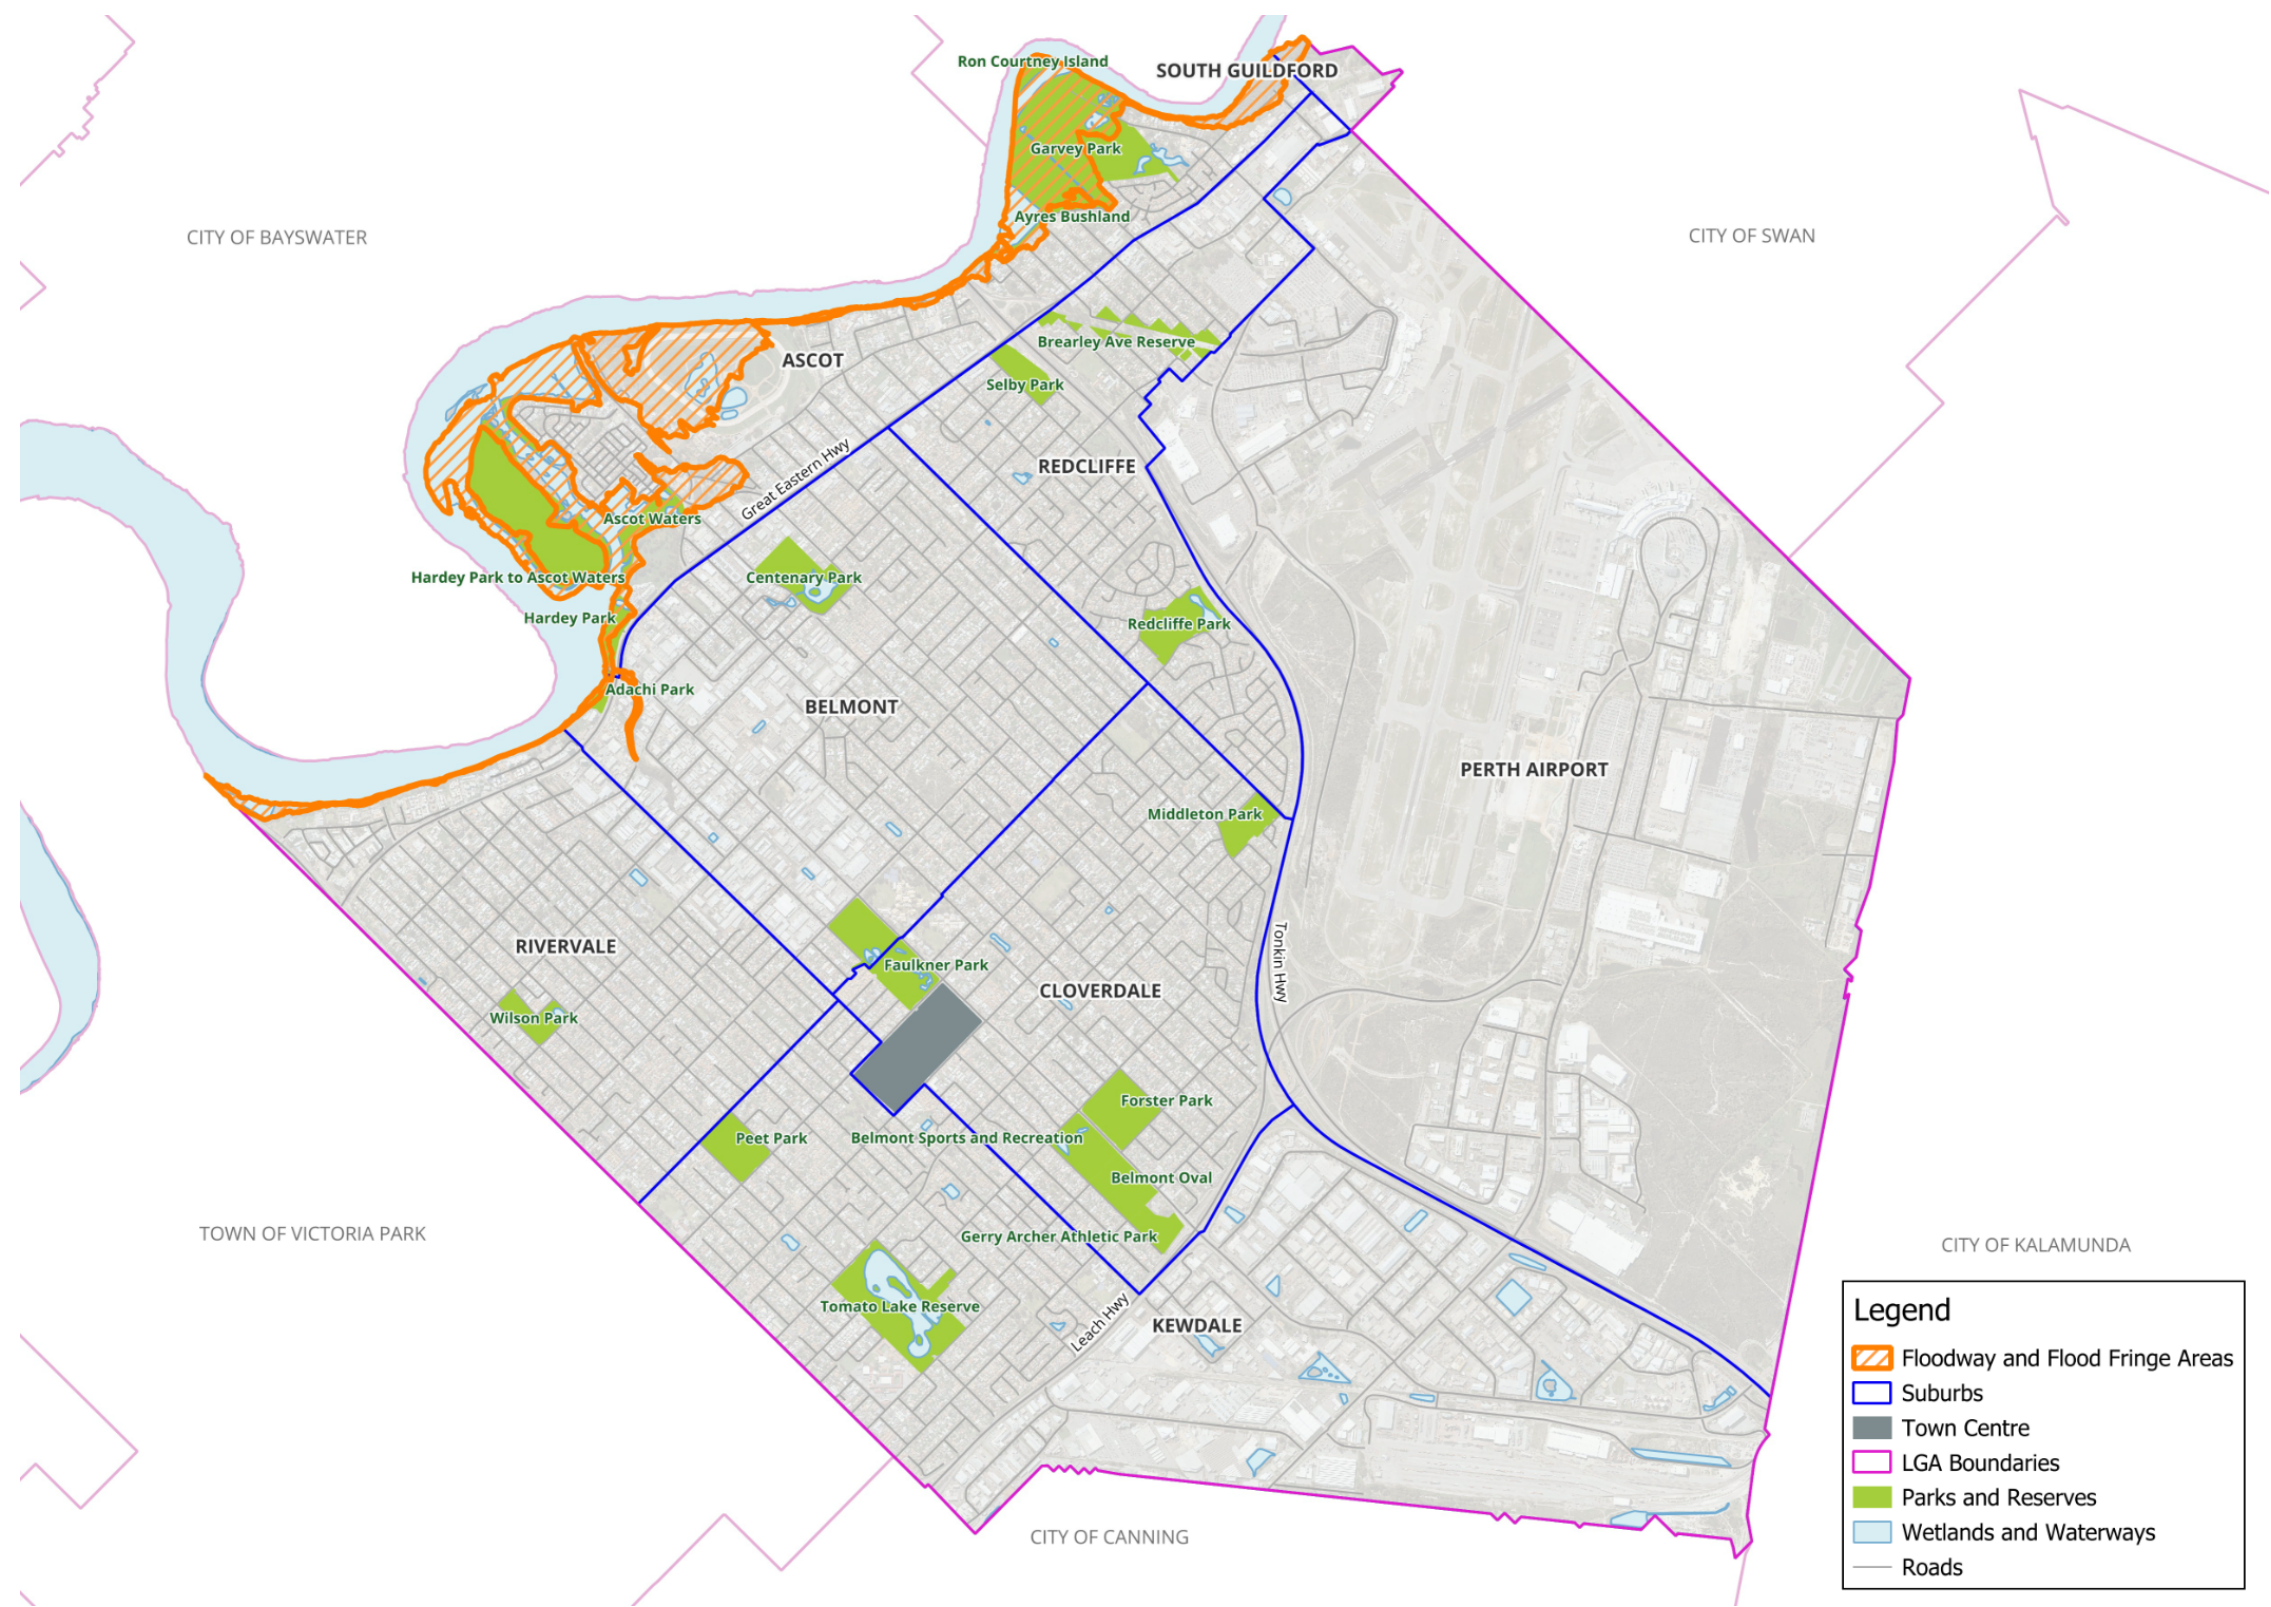 Ron Courtney Island
SOUTH GUILDFORD
Garvey Park
Ayres Bushland
CITY OF BAYSWATER
CITY OF SWAN
Brearley Ave Reserve
ASCOT
Selby Park
REDCLIFFE
Great Eastern Hwy
Ascot Waters
Hardey Park to Ascot Waters
Centenary Park
Hardey Park
Redcliffe Park
Adachi Park
BELMONT
PERTH AIRPORT
Middleton Park
RIVERVALE
Faulkner Park
Tonkin Hwy
CLOVERDALE
Wilson Park
Forster Park
Peet Park
Belmont Sports and Recreation
Belmont Oval
TOWN OF VICTORIA PARK
Gerry Archer Athletic Park
CITY OF KALAMUNDA
Tomato Lake Reserve
Leach Hwy
KEWDALE
CITY OF CANNING
Legend
Floodway and Flood Fringe Areas
Suburbs
Town Centre
LGA Boundaries
Parks and Reserves
Wetlands and Waterways
Roads